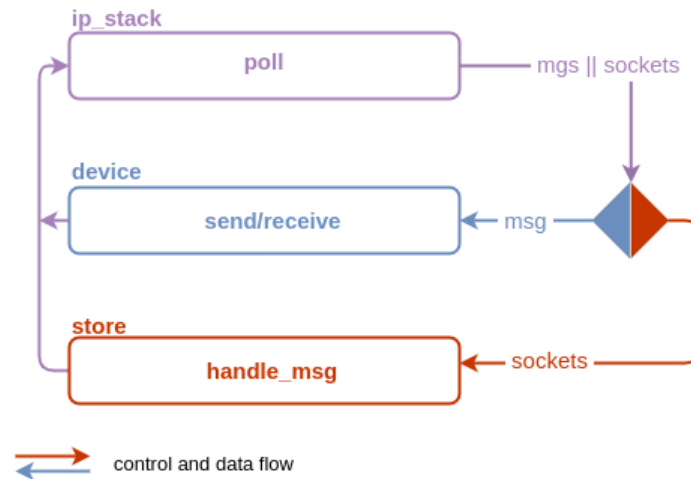 ip_stack
poll
mgs || sockets
device
send/receive
msg
store
handle_msg
sockets
control and data flow